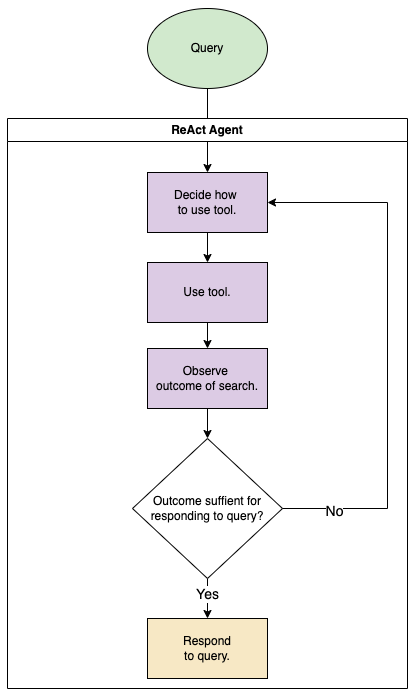 Query
ReAct Agent
Decide how
to use tool.
Use tool.
Observe
outcome of search.
Outcome suffient for
responding to query?
No
Yes
Respond
to query.